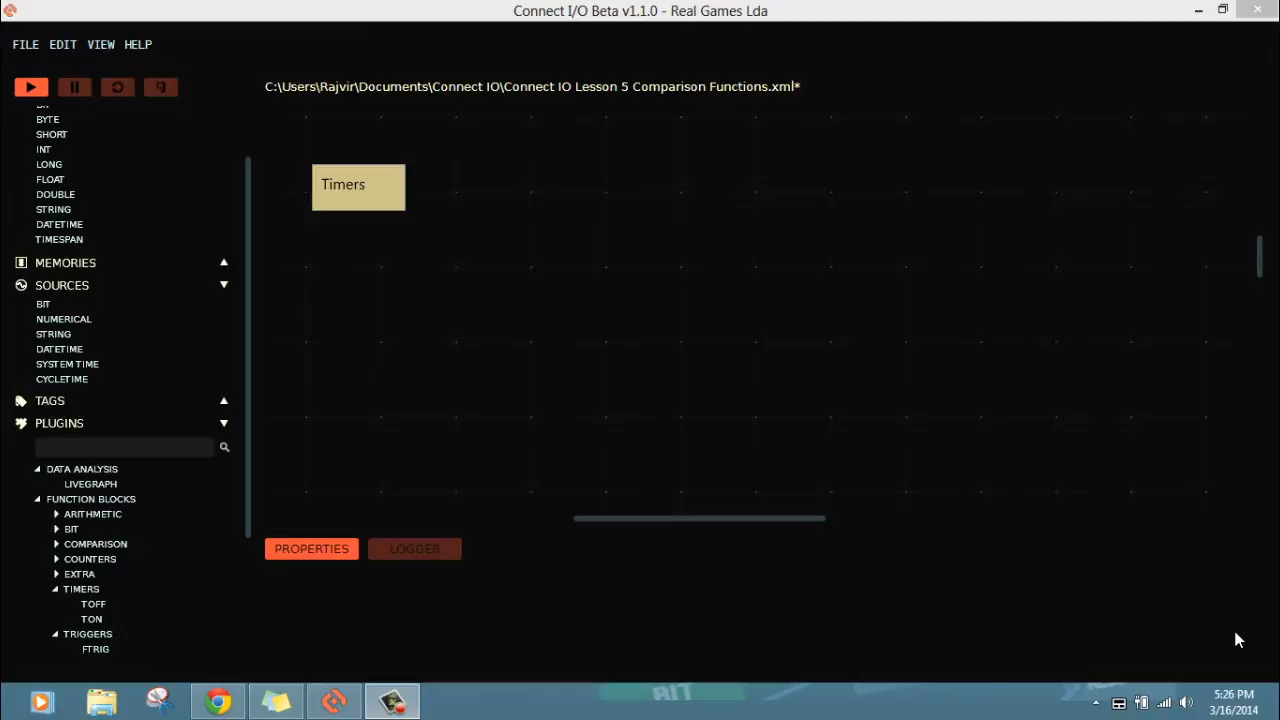 Connect I/O Beta v1.1.0 - Real Games Lda
FILE EDIT VIEW HELP
C:\Users\Rajvir\Documents\Connect IO\Connect IO Lesson 5 Comparison Functions.xml*
BYTE
SHORT
INT
LONG
FLOAT
DOUBLE
STRING
DATETIME
TIMESPAN
MEMORIES
SOURCES
BIT
NUMERICAL
STRING
DATETIME
SYSTEM TIME
CYCLETIME
TAGS
PLUGINS
DATA ANALYSIS
LIVEGRAPH
FUNCTION BLOCKS
ARITHMETIC
BIT
COMPARISON
COUNTERS
EXTRA
TIMERS
TOFF
TON
TRIGGERS
FTRIG
Timers
PROPERTIES LOGGER
BIT
5:26 PM
3/16/2014